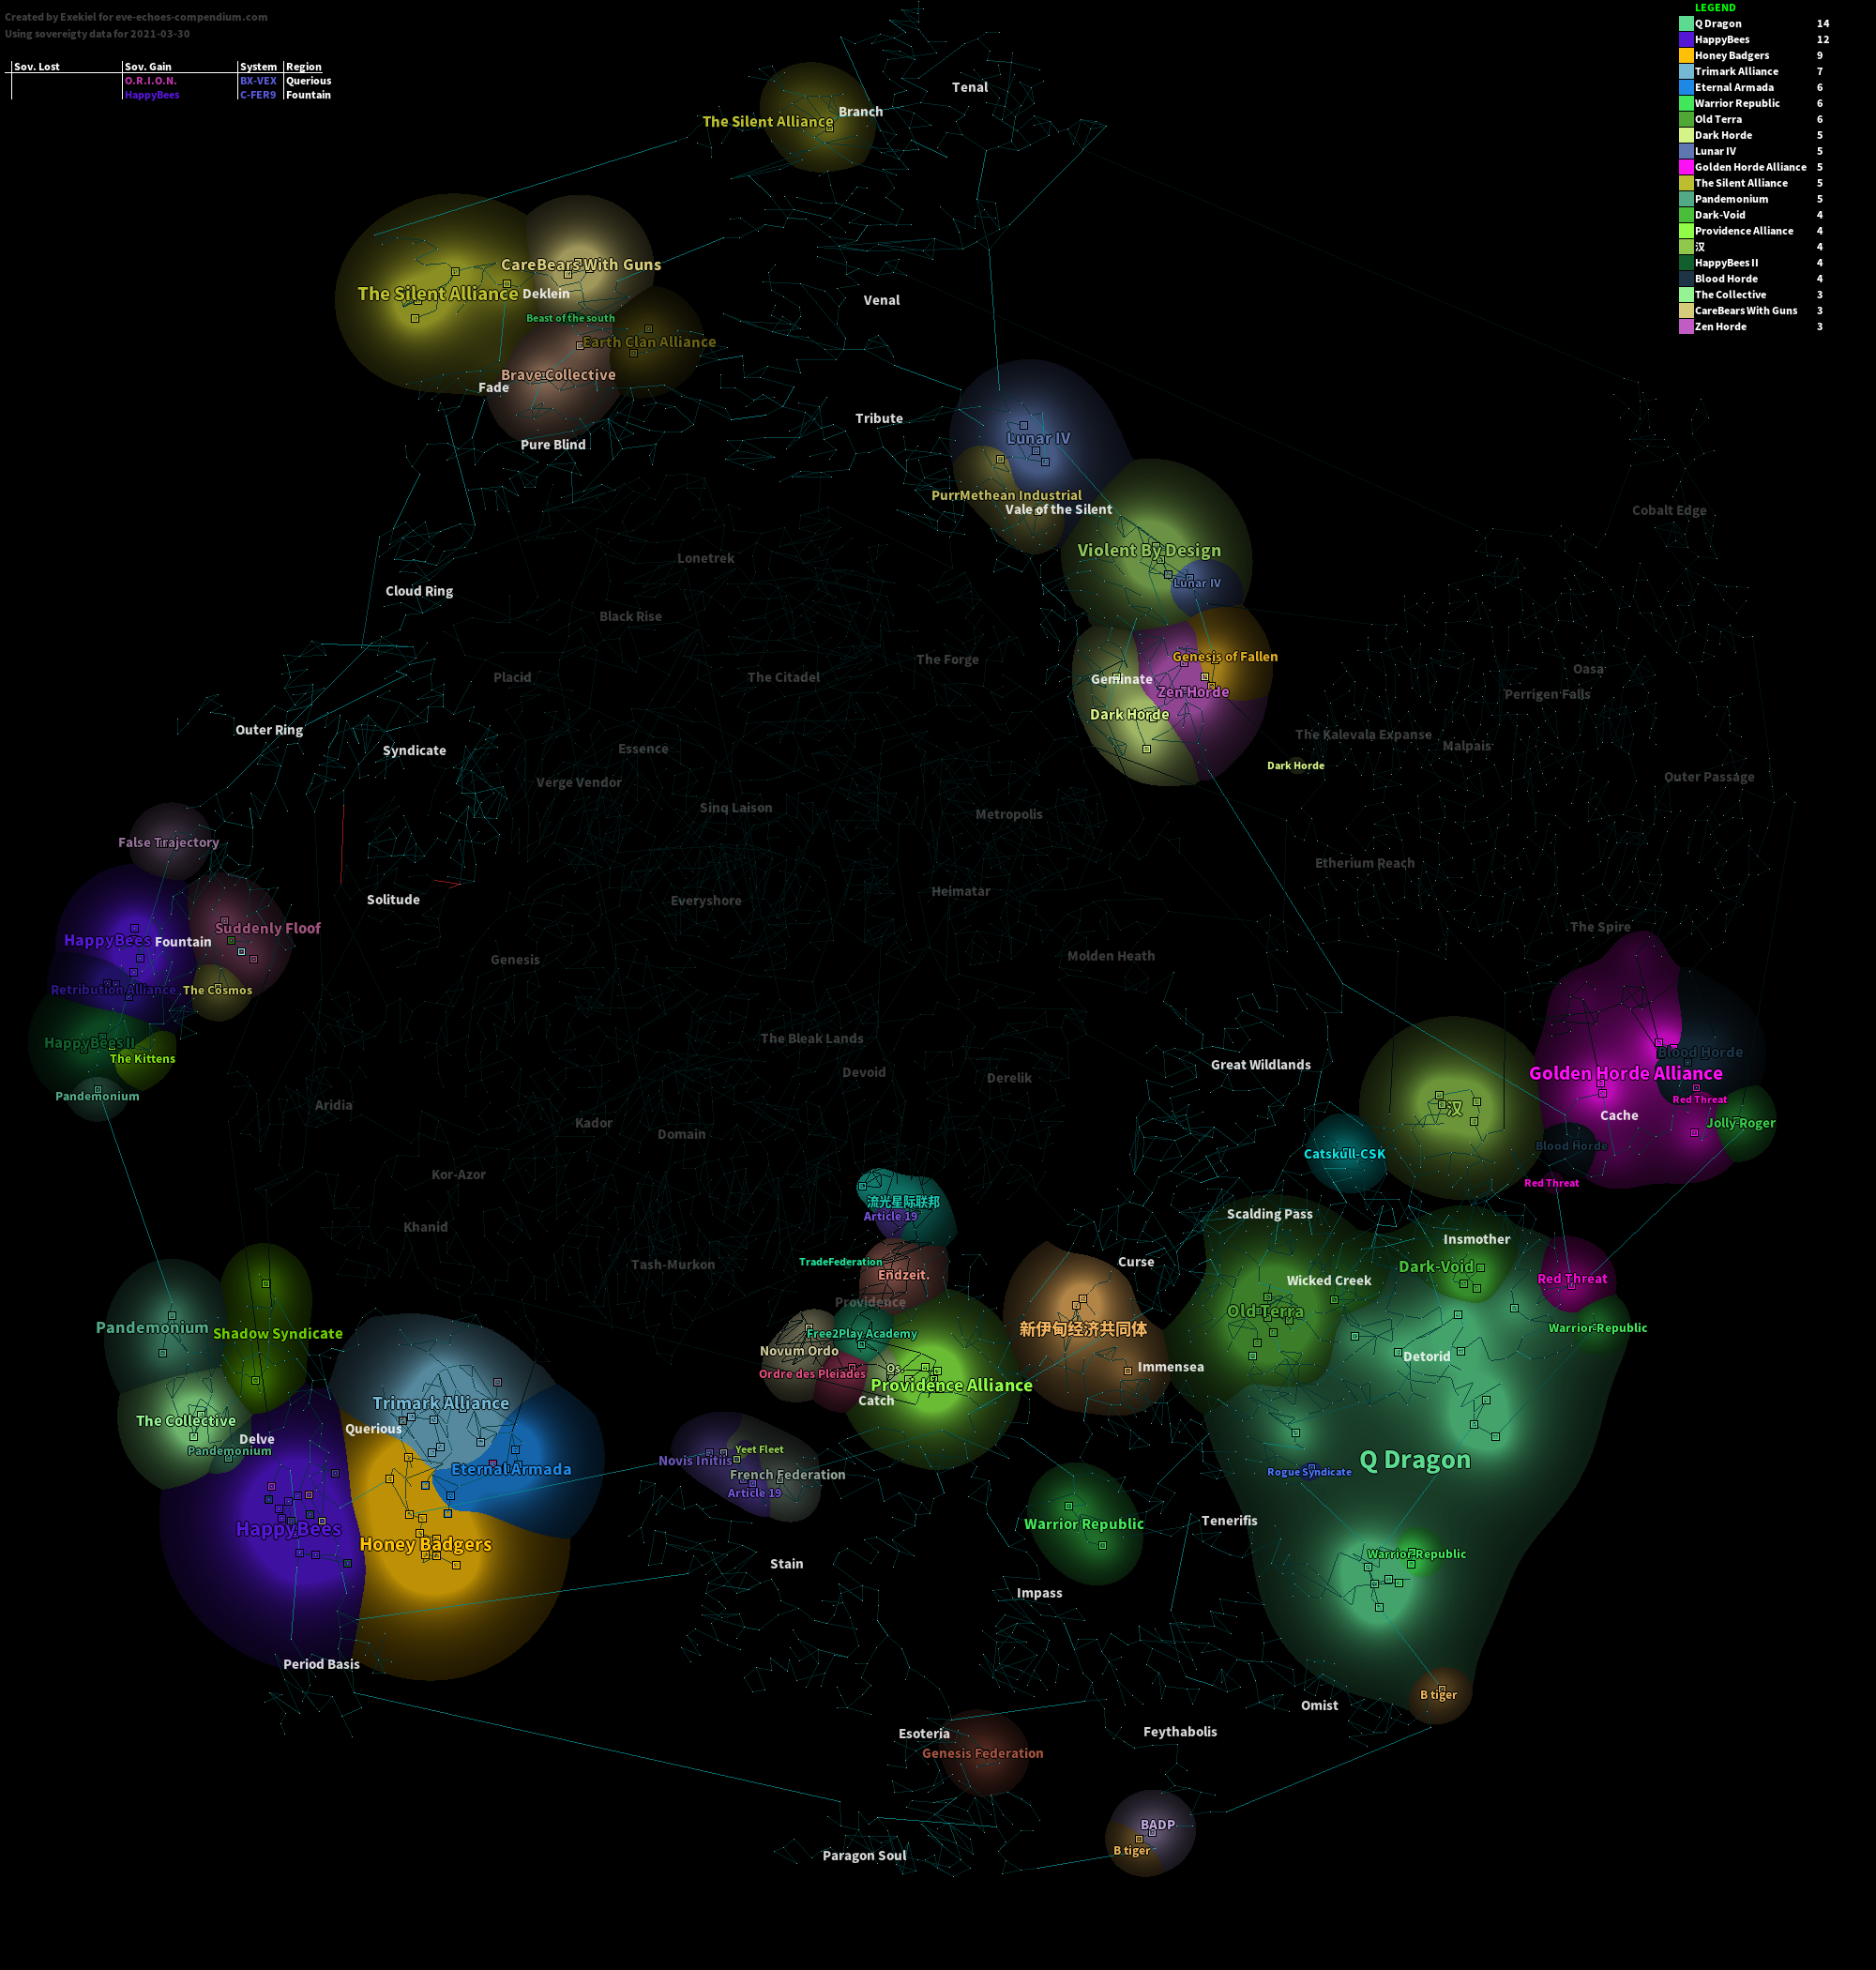 Created by Exekiel for eve-echoes-compendium.com
Using sovereigty data for 2021-03-30
Sov. Lost Sov. Gain System Region
O.R.I.O.N. BX-VEX Querious
HappyBees C-FER9 Fountain
LEGEND
Q Dragon 14
HappyBees 12
Honey Badgers 9
Trimark Alliance 7
Eternal Armada 6
Warrior Republic 6
Old Terra 6
Dark Horde 5
Lunar IV 5
Golden Horde Alliance 5
The Silent Alliance 5
Pandemonium 5
Dark-Void 4
Providence Alliance 4
汉 4
HappyBees II 4
Blood Horde 4
The Collective 3
CareBears With Guns 3
Zen Horde 3
Tenal
Branch
The Silent Alliance
CareBears With Guns
The Silent Alliance
Deklein
Venal
Beast of the south
Earth Clan Alliance
Brave Collective
Fade
Tribute
Lunar IV
Pure Blind
PurrMethean Industrial
Vale of the Silent
Cobalt Edge
Violent By Design
Lonetrek
Lunar IV
Cloud Ring
Black Rise
Genesis of Fallen
The Forge
Oasa
Placid
The Citadel
Geminate
Zen Horde
Perrigen Falls
Dark Horde
Outer Ring
The Kalevala Expanse
Malpais
Syndicate
Essence
Dark Horde
Outer Passage
Verge Vendor
Sinq Laison
Metropolis
False Trajectory
Etherium Reach
Heimatar
Solitude
Everyshore
Suddenly Floof
The Spire
HappyBees
Fountain
Molden Heath
Genesis
Retribution Alliance
The Cosmos
The Bleak Lands
HappyBees II
Blood Horde
The Kittens
Great Wildlands
Golden Horde Alliance
Devoid
Derelik
Pandemonium
Red Threat
Aridia
汉
Cache
Kador
Jolly Roger
Domain
Blood Horde
Catskull-CSK
Kor-Azor
Red Threat
流光星际联邦
Article 19
Scalding Pass
Khanid
Insmother
TradeFederation
Curse
Tash-Murkon
Dark-Void
Endzeit.
Wicked Creek
Red Threat
Providence
Old Terra
Pandemonium
Shadow Syndicate
Free2Play Academy
新伊甸经济共同体
Warrior Republic
Novum Ordo
Detorid
Os
Immensea
Ordre des Pleiades
Providence Alliance
Catch
Trimark Alliance
The Collective
Querious
Delve
Pandemonium
Yeet Fleet
Novis Initiis
Q Dragon
Eternal Armada
French Federation
Rogue Syndicate
Article 19
HappyBees
Warrior Republic
Tenerifis
Honey Badgers
Warrior Republic
Stain
Impass
Period Basis
B tiger
Omist
Esoteria
Feythabolis
Genesis Federation
BADP
B tiger
Paragon Soul